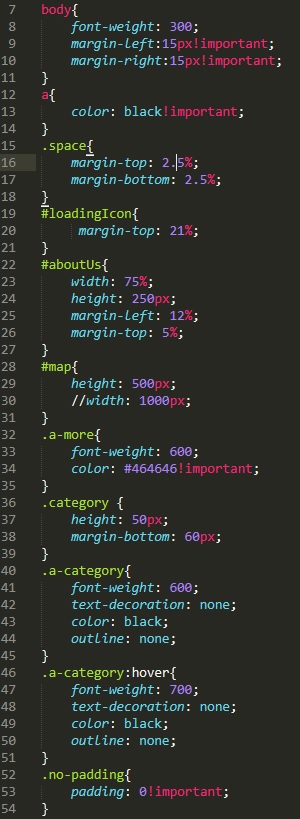 7 body{
8     font-weight: 300;
9     margin-left:15px!important;
10     margin-right:15px!important;
11 }
12 a{
13     color: black!important;
14 }
15 .space{
16     margin-top: 2.5%;
17     margin-bottom: 2.5%;
18 }
19 #loadingIcon{
20      margin-top: 21%;
21 }
22 #aboutUs{
23     width: 75%;
24     height: 250px;
25     margin-left: 12%;
26     margin-top: 5%;
27 }
28 #map{
29     height: 500px;
30     //width: 1000px;
31 }
32 .a-more{
33     font-weight: 600;
34     color: #464646!important;
35 }
36 .category {
37     height: 50px;
38     margin-bottom: 60px;
39 }
40 .a-category{
41     font-weight: 600;
42     text-decoration: none;
43     color: black;
44     outline: none;
45 }
46 .a-category:hover{
47     font-weight: 700;
48     text-decoration: none;
49     color: black;
50     outline: none;
51 }
52 .no-padding{
53     padding: 0!important;
54 }